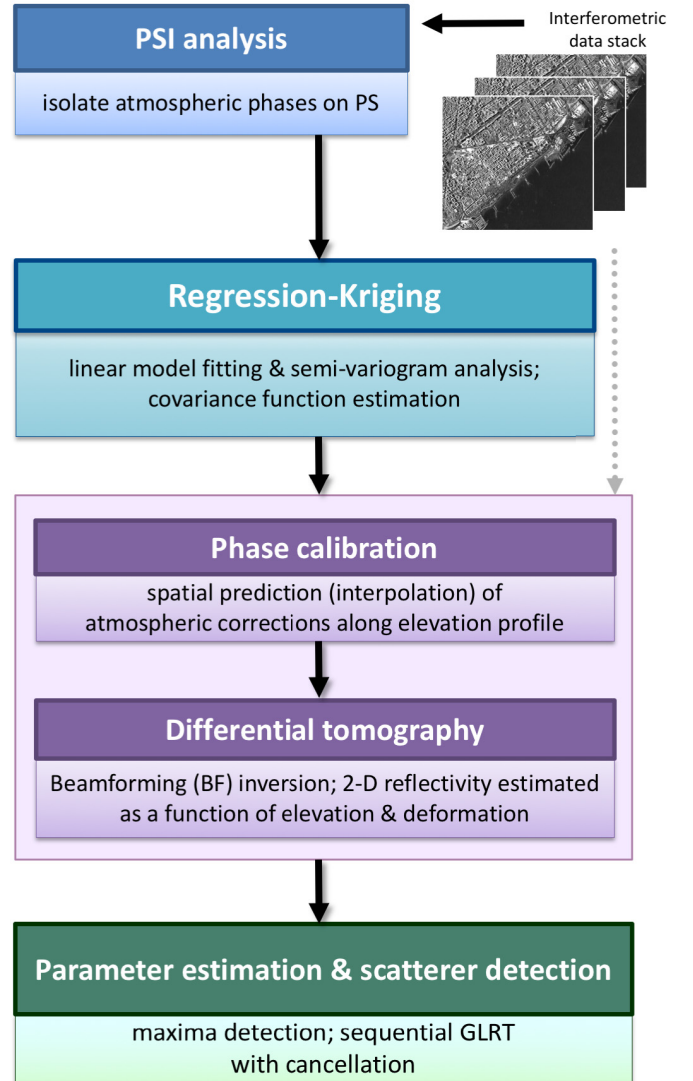 PSI analysis
isolate atmospheric phases on PS
Interferometric
data stack
Regression-Kriging
linear model fitting & semi-variogram analysis;
covariance function estimation
Phase calibration
spatial prediction (interpolation) of
atmospheric corrections along elevation profile
Differential tomography
Beamforming (BF) inversion; 2-D reflectivity estimated
as a function of elevation & deformation
Parameter estimation & scatterer detection
maxima detection; sequential GLRT
with cancellation